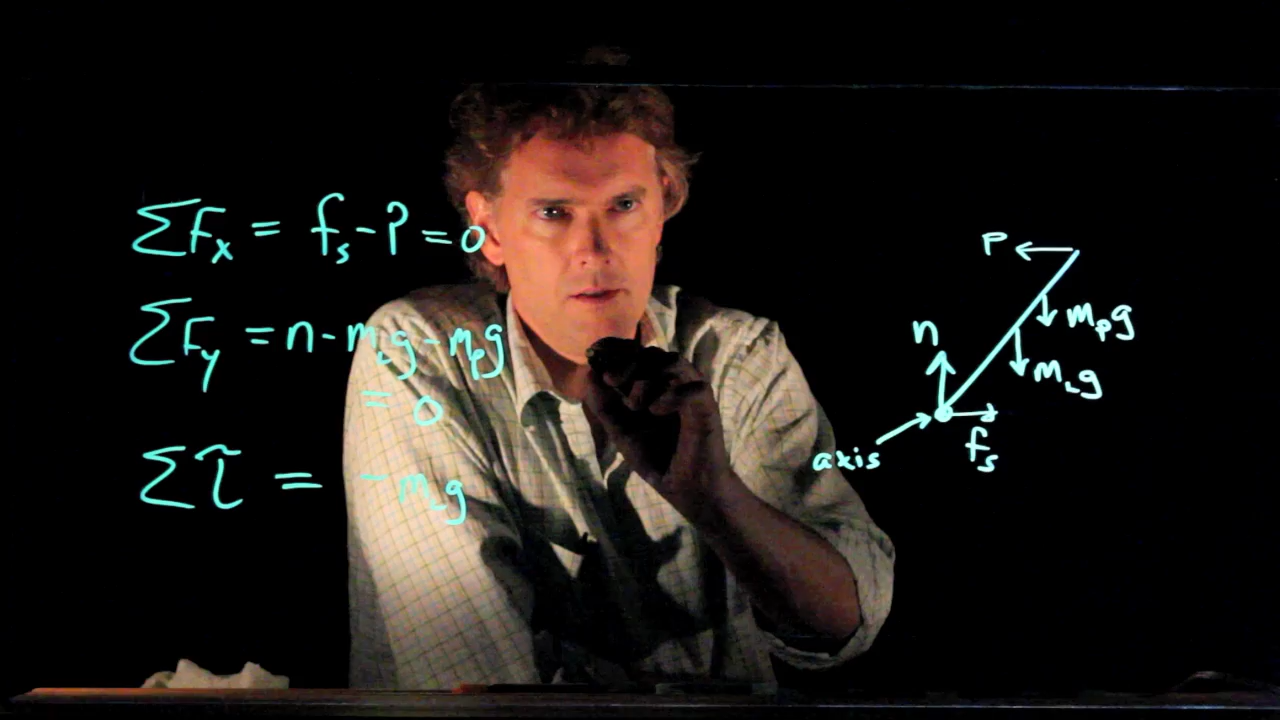 ΣFx = fs - P = 0
ΣFy = n - mLg - mPg
= 0
Στ = - mLg
P
mPg
n
mLg
fs
axis